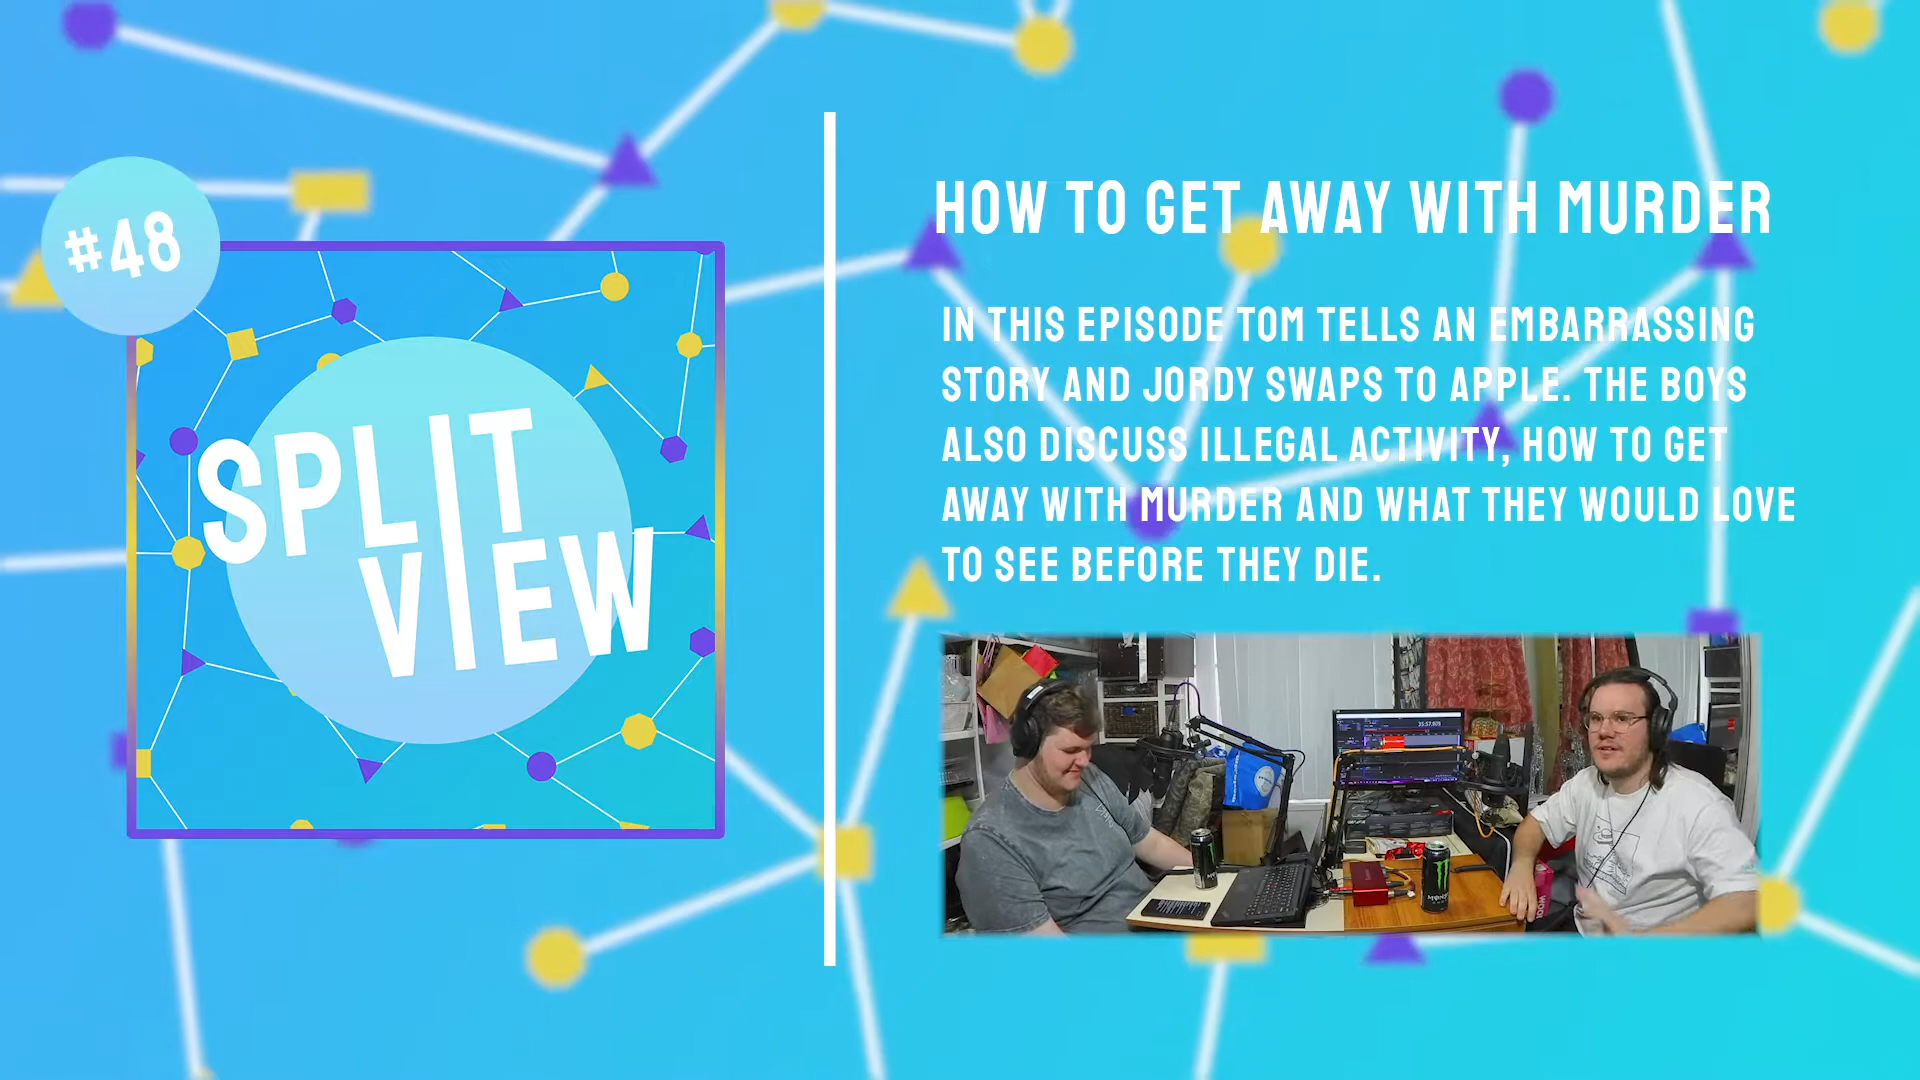 #48
SPLIT
VIEW
HOW TO GET AWAY WITH MURDER
IN THIS EPISODE TOM TELLS AN EMBARRASSING
STORY AND JORDY SWAPS TO APPLE. THE BOYS
ALSO DISCUSS ILLEGAL ACTIVITY, HOW TO GET
AWAY WITH MURDER AND WHAT THEY WOULD LOVE
TO SEE BEFORE THEY DIE.